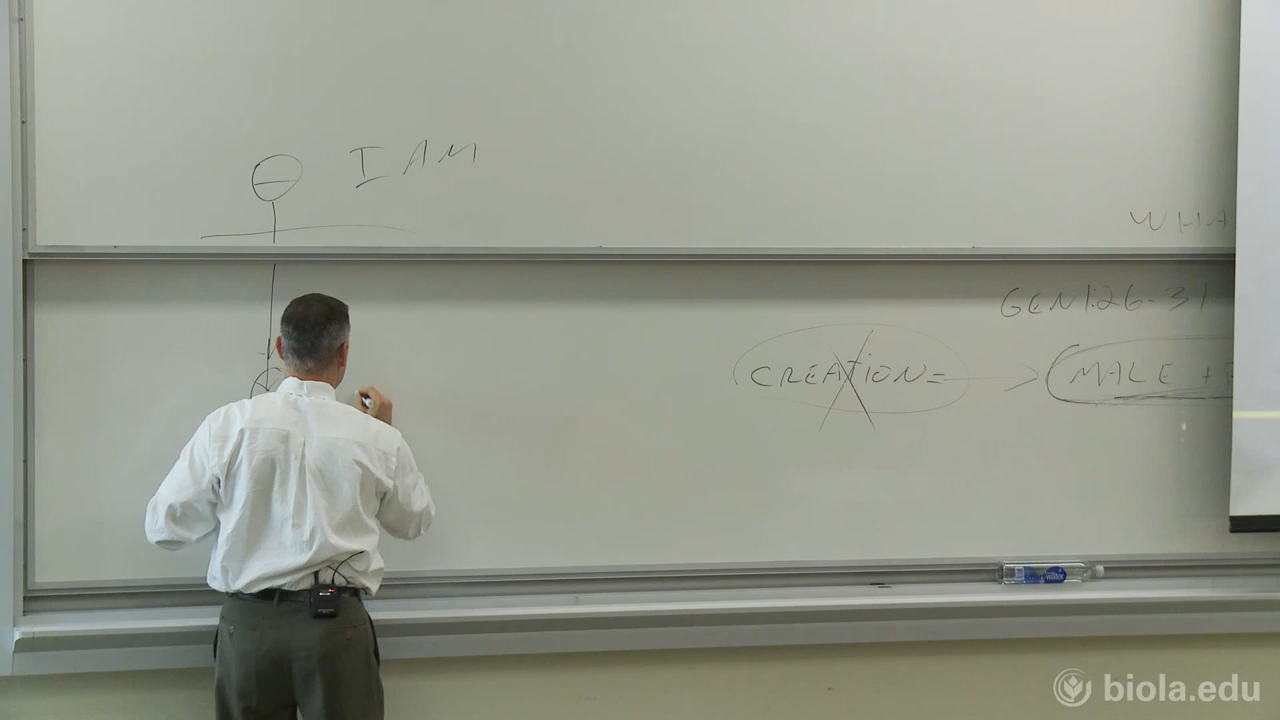 I AM
WHA
GEN 1:26-31
CREATION =
MALE +
biola.edu